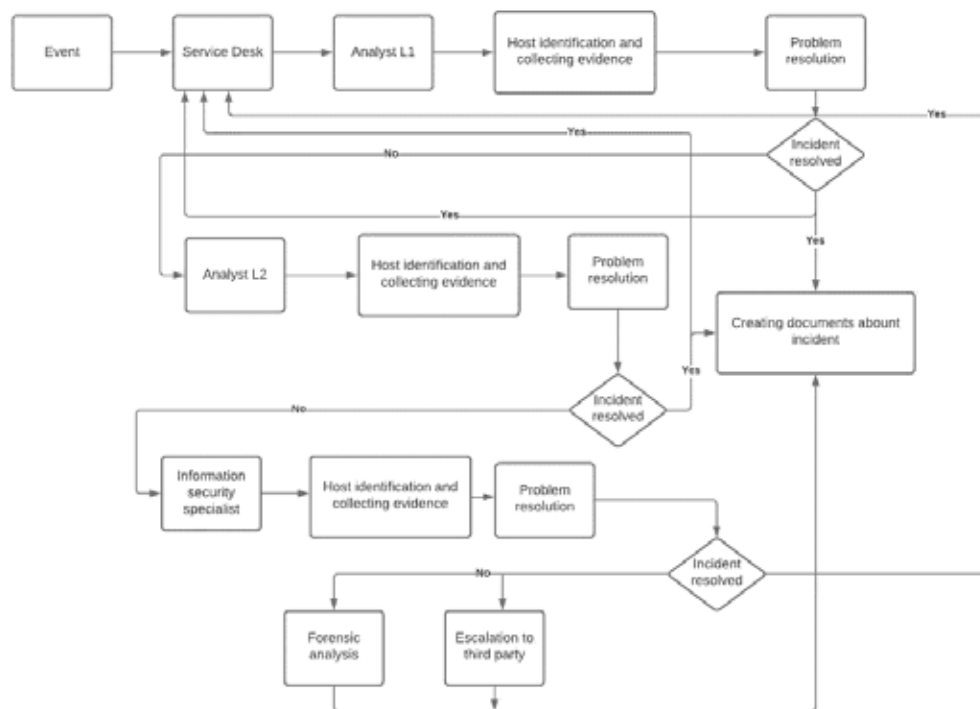 Event
Service Desk
Analyst L1
Host identification and
collecting evidence
Problem
resolution
Yes
Yes
Incident
resolved
No
Yes
Yes
Analyst L2
Host identification and
collecting evidence
Problem
resolution
Creating documents abount
incident
Yes
Incident
resolved
No
Information
security
specialist
Host identification and
collecting evidence
Problem
resolution
Incident
resolved
No
Forensic
analysis
Escalation to
third party